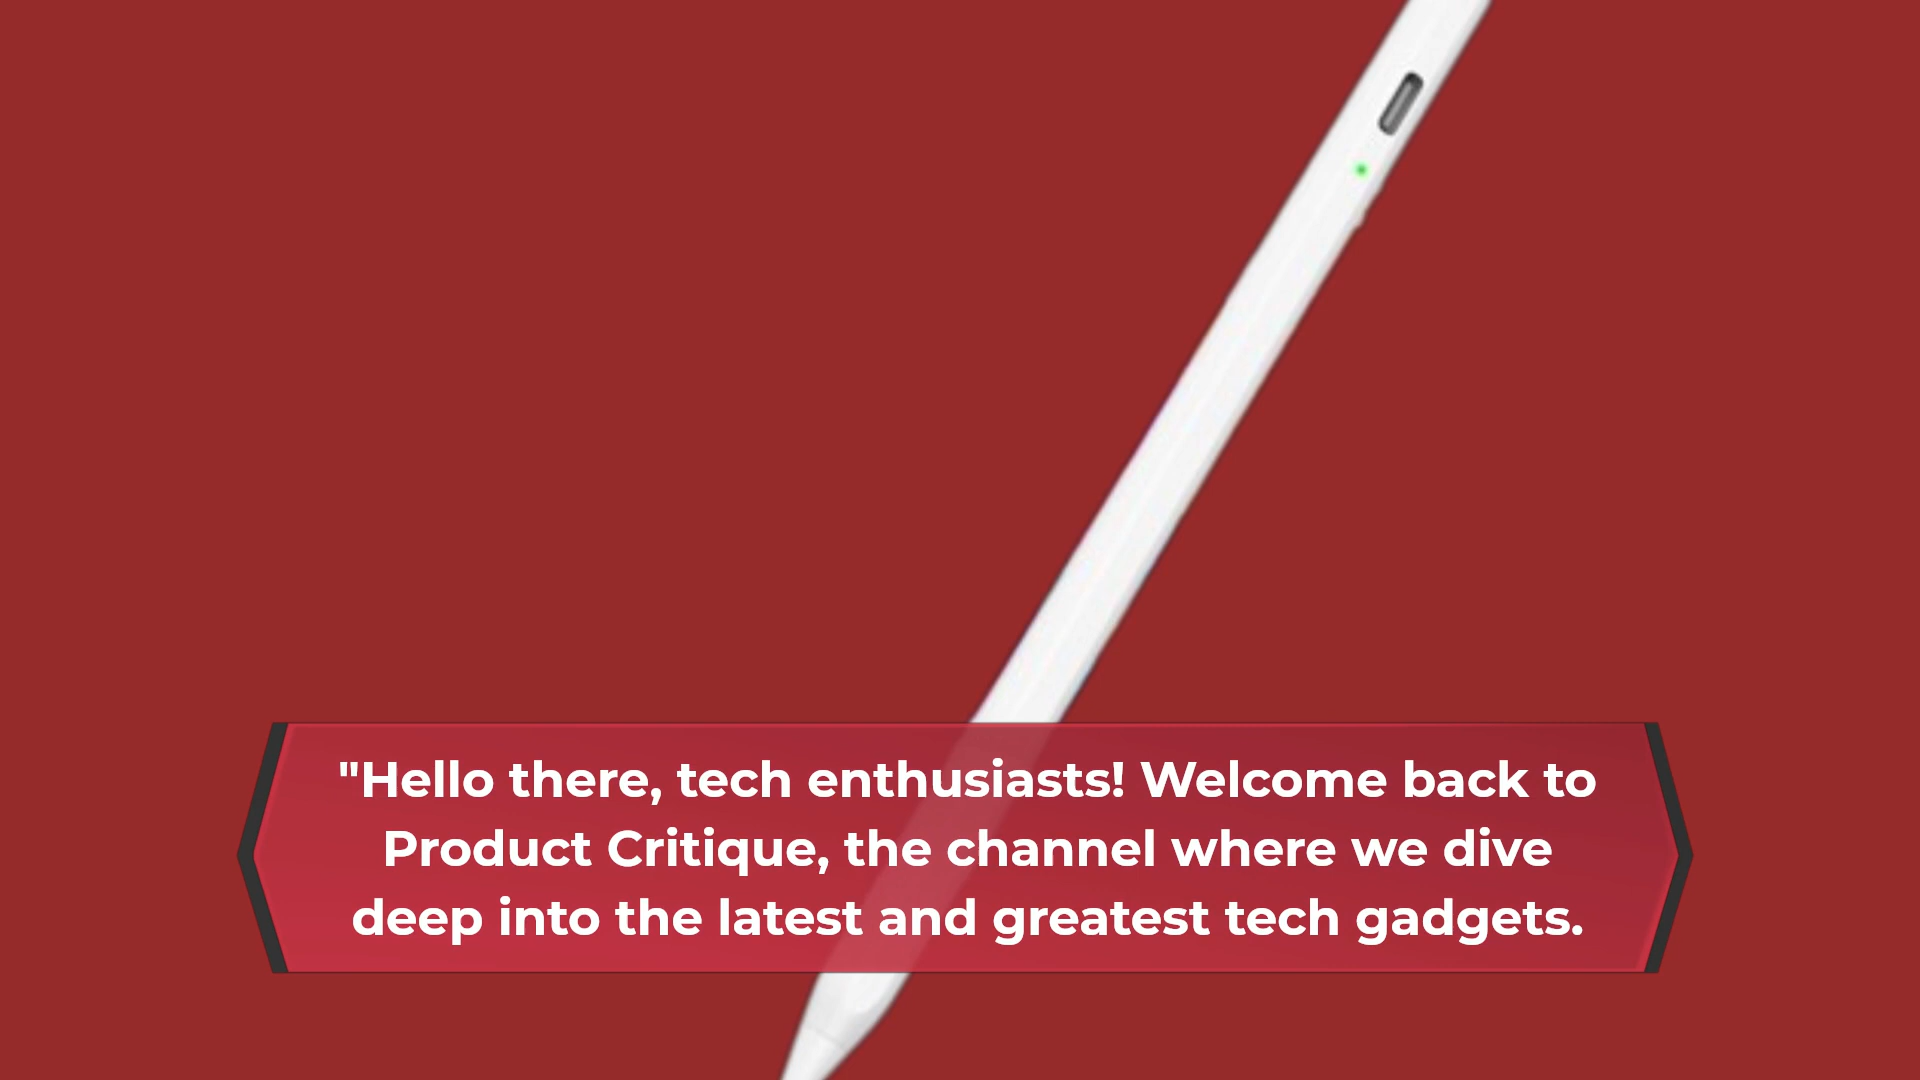 "Hello there, tech enthusiasts! Welcome back to
Product Critique, the channel where we dive
deep into the latest and greatest tech gadgets.